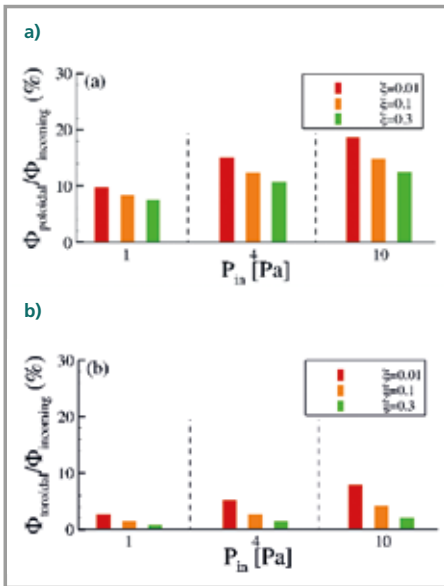 a)
(a)
Φpoloidal/Φincoming (%)
30
20
10
0
ξ=0.01
ξ=0.1
ξ=0.3
1 4 10
Pin [Pa]
b)
(b)
Φtoroidal/Φincoming (%)
30
20
10
0
=0.01
=0.1
=0.3
1 4 10
Pin [Pa]